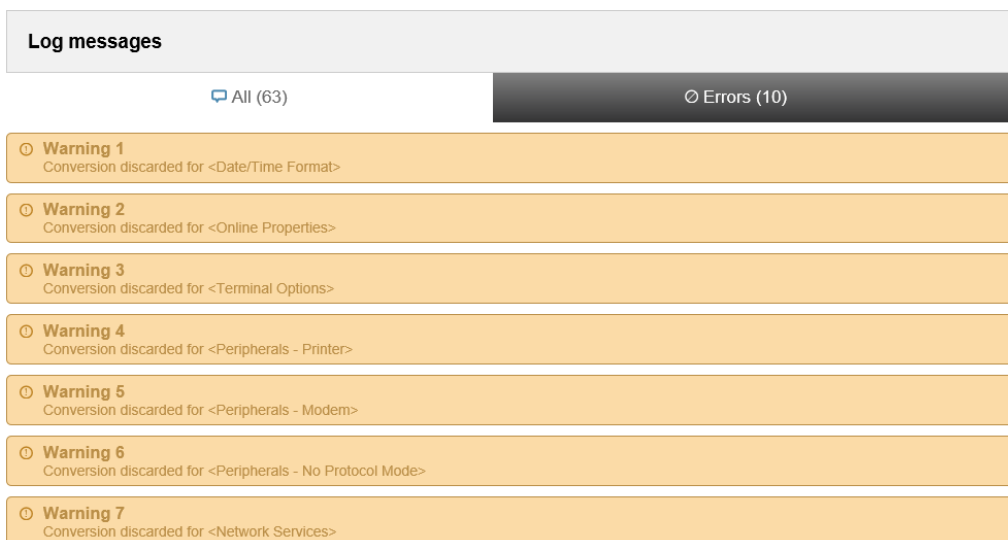 Log messages
All (63)
Errors (10)
Warning 1
Conversion discarded for <Date/Time Format>
Warning 2
Conversion discarded for <Online Properties>
Warning 3
Conversion discarded for <Terminal Options>
Warning 4
Conversion discarded for <Peripherals - Printer>
Warning 5
Conversion discarded for <Peripherals - Modem>
Warning 6
Conversion discarded for <Peripherals - No Protocol Mode>
Warning 7
Conversion discarded for <Network Services>